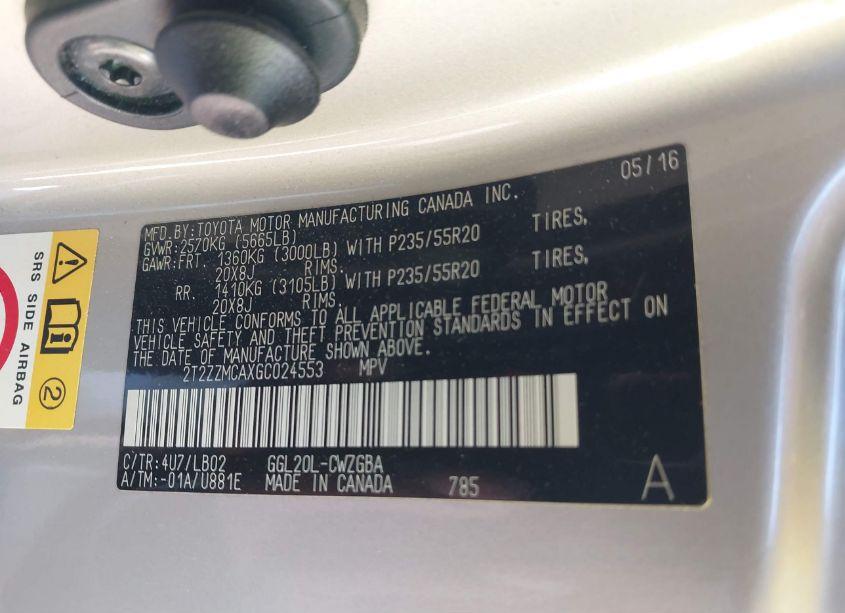 05/16
MFD.BY:TOYOTA MOTOR MANUFACTURING CANADA INC.
GVWR:2570KG (5665LB)
GAWR:FRT. 1360KG (3000LB) WITH P235/55R20 TIRES,
20X8J RIMS.
RR. 1410KG (3105LB) WITH P235/55R20 TIRES,
20X8J RIMS.
THIS VEHICLE CONFORMS TO ALL APPLICABLE FEDERAL MOTOR
VEHICLE SAFETY AND THEFT PREVENTION STANDARDS IN EFFECT ON
THE DATE OF MANUFACTURE SHOWN ABOVE.
2T2ZZMCAXGC024553 MPV
C/TR:4U7/LB02 GGL20L-CWZGBA
A/TM:-01A/U881E MADE IN CANADA 785 A
SRS SIDE AIRBAG
2